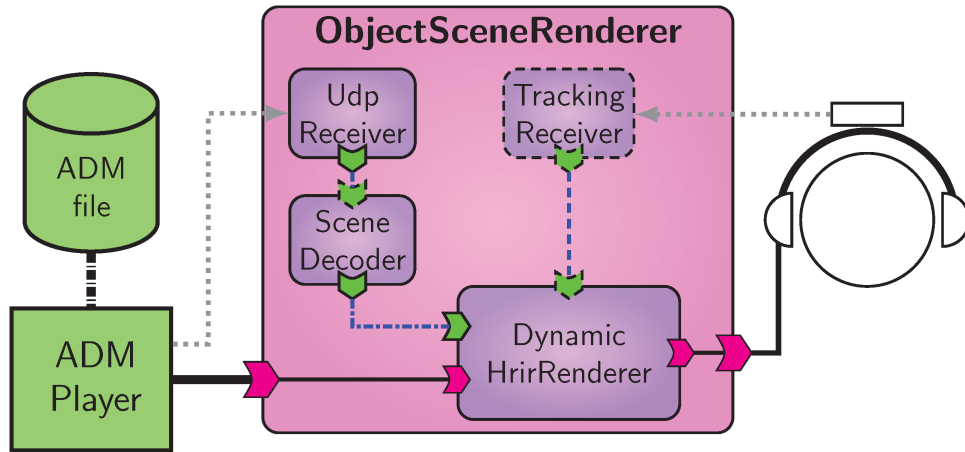 ObjectSceneRenderer
Udp
Receiver
Tracking
Receiver
ADM
file
Scene
Decoder
Dynamic
HrirRenderer
ADM
Player